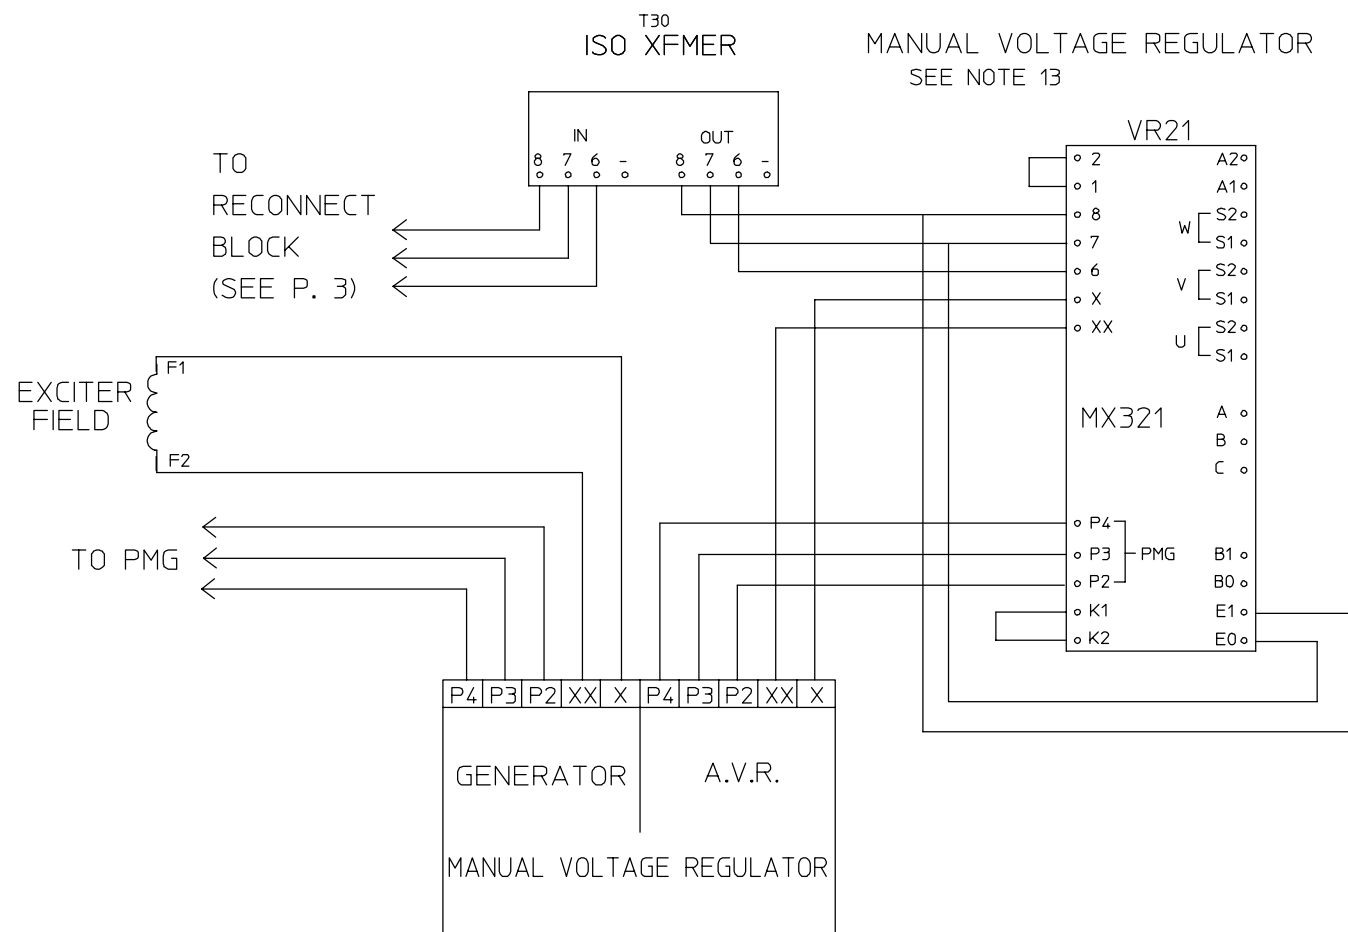 T30
ISO XFMER
MANUAL VOLTAGE REGULATOR
SEE NOTE 13
IN
OUT
8 7 6 - 8 7 6 -
TO
RECONNECT
BLOCK
(SEE P. 3)
VR21
2 A2
1 A1
8 S2
W
7 S1
6 S2
V
X S1
XX S2
U
S1
MX321
A
B
C
P4
P3 PMG B1
P2 B0
K1 E1
K2 E0
F1
EXCITER
FIELD
F2
TO PMG
P4 P3 P2 XX X P4 P3 P2 XX X
GENERATOR
A.V.R.
MANUAL VOLTAGE REGULATOR